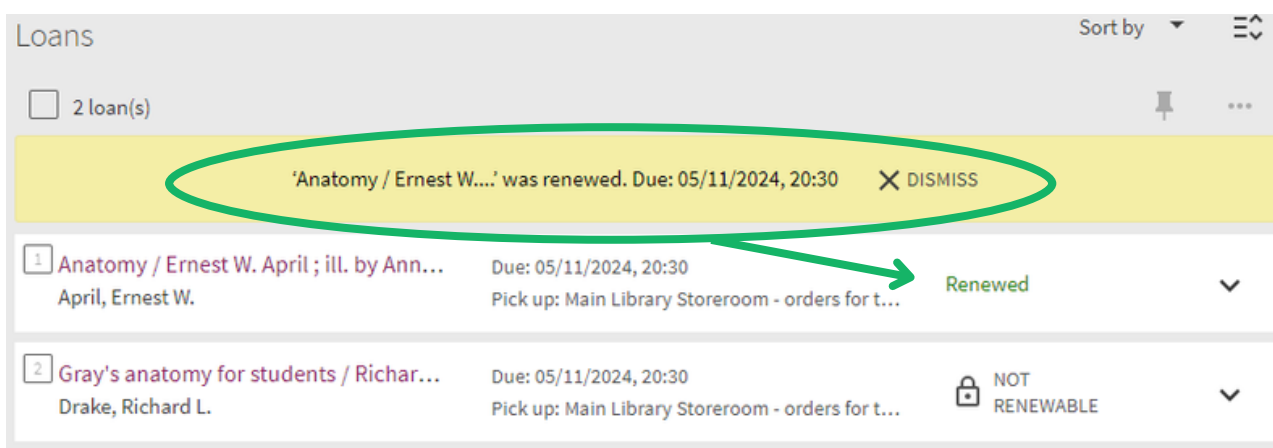 Loans
Sort by
2 loan(s)
...
‘Anatomy / Ernest W....’ was renewed. Due: 05/11/2024, 20:30 DISMISS
1 Anatomy / Ernest W. April ; ill. by Ann...
April, Ernest W.
Due: 05/11/2024, 20:30
Pick up: Main Library Storeroom - orders for t...
Renewed
2 Gray's anatomy for students / Richar...
Drake, Richard L.
Due: 05/11/2024, 20:30
Pick up: Main Library Storeroom - orders for t...
NOT
RENEWABLE